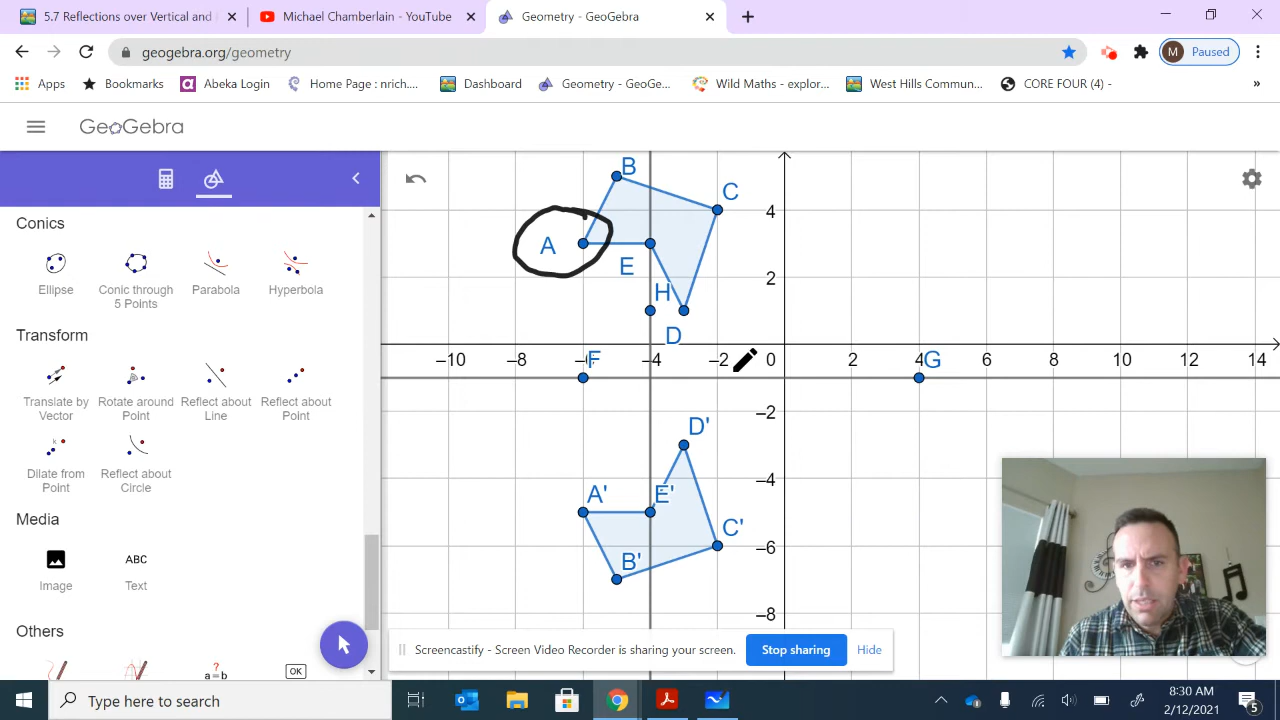 5.7 Reflections over Vertical and
Michael Chamberlain - YouTube
Geometry - GeoGebra
geogebra.org/geometry
M Paused
Apps
Bookmarks
Abeka Login
Home Page : nrich....
Dashboard
Geometry - GeoGe...
Wild Maths - explor...
West Hills Commun...
CORE FOUR (4) -
»
GeoGebra
Conics
Ellipse
Conic through
5 Points
Parabola
Hyperbola
Transform
Translate by
Vector
Rotate around
Point
Reflect about
Line
Reflect about
Point
Dilate from
Point
Reflect about
Circle
Media
Image
ABC
Text
Others
a=b
OK
B
C
4
A
E
2
H
D
–10 –8 –6 –4 –2 0 2 4 6 8 10 12 14
F
G
–2
D'
–4
A'
E'
C'
–6
B'
–8
Screencastify - Screen Video Recorder is sharing your screen.
Stop sharing
Hide
Type here to search
8:30 AM
2/12/2021
5